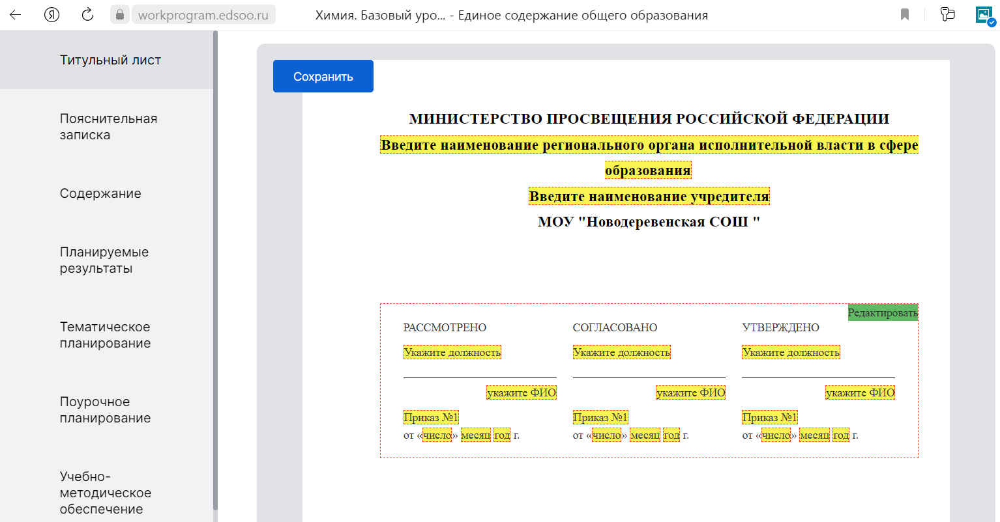 workprogram.edsoo.ru Химия. Базовый уро... - Единое содержание общего образования
Титульный лист
Пояснительная
записка
Содержание
Планируемые
результаты
Тематическое
планирование
Поурочное
планирование
Учебно-
методическое
обеспечение
Сохранить
МИНИСТЕРСТВО ПРОСВЕЩЕНИЯ РОССИЙСКОЙ ФЕДЕРАЦИИ
Введите наименование регионального органа исполнительной власти в сфере
образования
Введите наименование учредителя
МОУ "Новодеревенская СОШ "
Редактировать
РАССМОТРЕНО СОГЛАСОВАНО УТВЕРЖДЕНО
Укажите должность Укажите должность Укажите должность
укажите ФИО укажите ФИО укажите ФИО
Приказ №1 Приказ №1 Приказ №1
от «число» месяц год г. от «число» месяц год г. от «число» месяц год г.